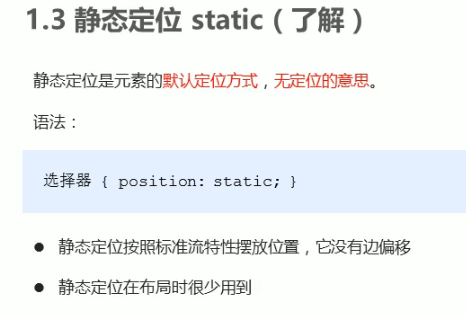 1.3 静态定位 static（了解）
静态定位是元素的默认定位方式，无定位的意思。
语法：
选择器 { position: static; }
● 静态定位按照标准流特性摆放位置，它没有边偏移
● 静态定位在布局时很少用到